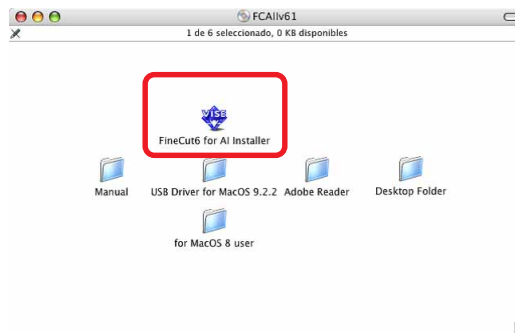 FCAIIv61
1 de 6 seleccionado, 0 KB disponibles
VISE
FineCut6 for AI Installer
Manual
USB Driver for MacOS 9.2.2
Adobe Reader
Desktop Folder
for MacOS 8 user